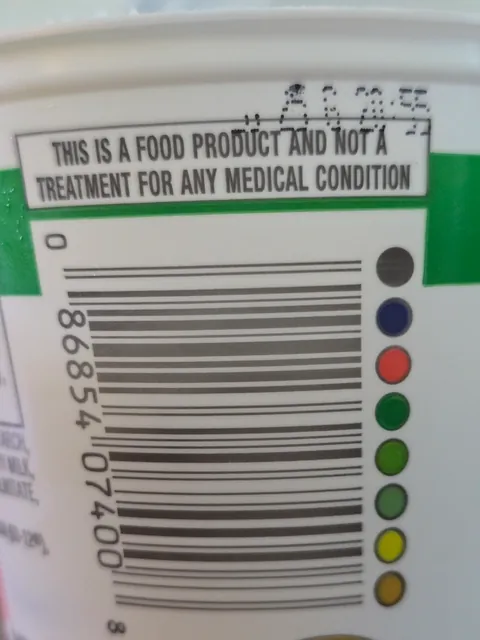 THIS IS A FOOD PRODUCT AND NOT A
TREATMENT FOR ANY MEDICAL CONDITION
0
86854
07400
8